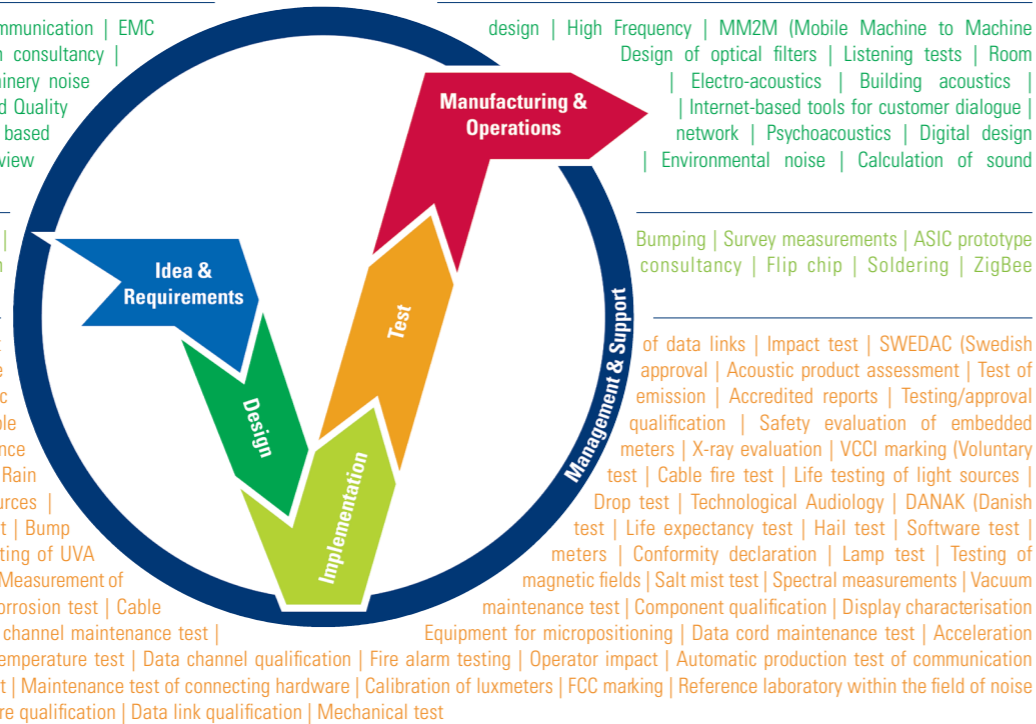 mmunication | EMC design | High Frequency | MM2M (Mobile Machine to Machine
n consultancy | Design of optical filters | Listening tests | Room
inery noise | Electro-acoustics | Building acoustics |
d Quality | Internet-based tools for customer dialogue |
based network | Psychoacoustics | Digital design
view | Environmental noise | Calculation of sound
Manufacturing &
Operations
| Bumping | Survey measurements | ASIC prototype
consultancy | Flip chip | Soldering | ZigBee
Idea &
Requirements
Test
Design
Implementation
Management & Support
of data links | Impact test | SWEDAC (Swedish
e approval | Acoustic product assessment | Test of
c emission | Accredited reports | Testing/approval
ble qualification | Safety evaluation of embedded
nce meters | X-ray evaluation | VCCI marking (Voluntary
Rain test | Cable fire test | Life testing of light sources |
urces | Drop test | Technological Audiology | DANAK (Danish
t | Bump test | Life expectancy test | Hail test | Software test |
ting of UVA meters | Conformity declaration | Lamp test | Testing of
Measurement of magnetic fields | Salt mist test | Spectral measurements | Vacuum
orrosion test | Cable maintenance test | Component qualification | Display characterisation
channel maintenance test | Equipment for micropositioning | Data cord maintenance test | Acceleration
emperature test | Data channel qualification | Fire alarm testing | Operator impact | Automatic production test of communication
t | Maintenance test of connecting hardware | Calibration of luxmeters | FCC marking | Reference laboratory within the field of noise
re qualification | Data link qualification | Mechanical test